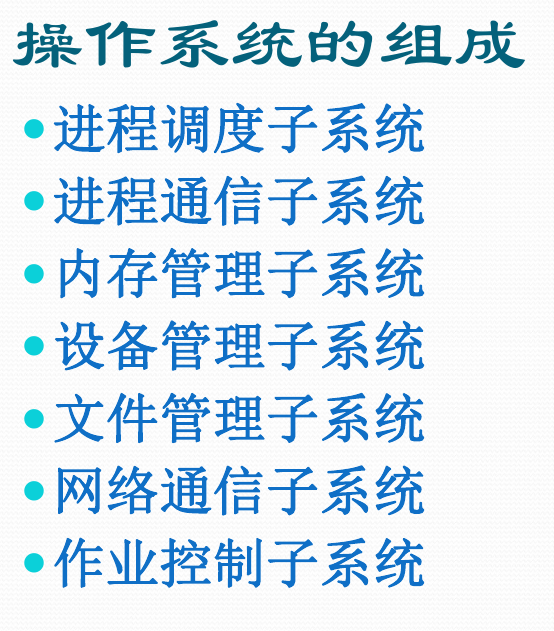 操作系统的组成
•进程调度子系统
•进程通信子系统
•内存管理子系统
•设备管理子系统
•文件管理子系统
•网络通信子系统
•作业控制子系统